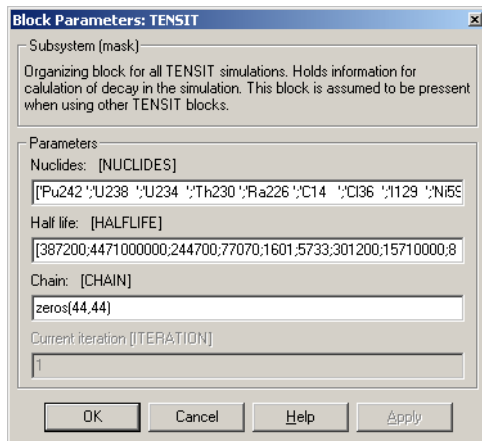 Block Parameters: TENSIT
Subsystem (mask)
Organizing block for all TENSIT simulations. Holds information for
calulation of decay in the simulation. This block is assumed to be pressent
when using other TENSIT blocks.
Parameters
Nuclides: [NUCLIDES]
['Pu242 ';'U238  ';'U234  ';'Th230 ';'Ra226 ';'C14   ';'Cl36  ';'I129  ';'Ni59
Half life: [HALFLIFE]
[387200;4471000000;244700;77070;1601;5733;301200;15710000;8
Chain: [CHAIN]
zeros(44,44)
Current iteration [ITERATION]
1
OK Cancel Help Apply